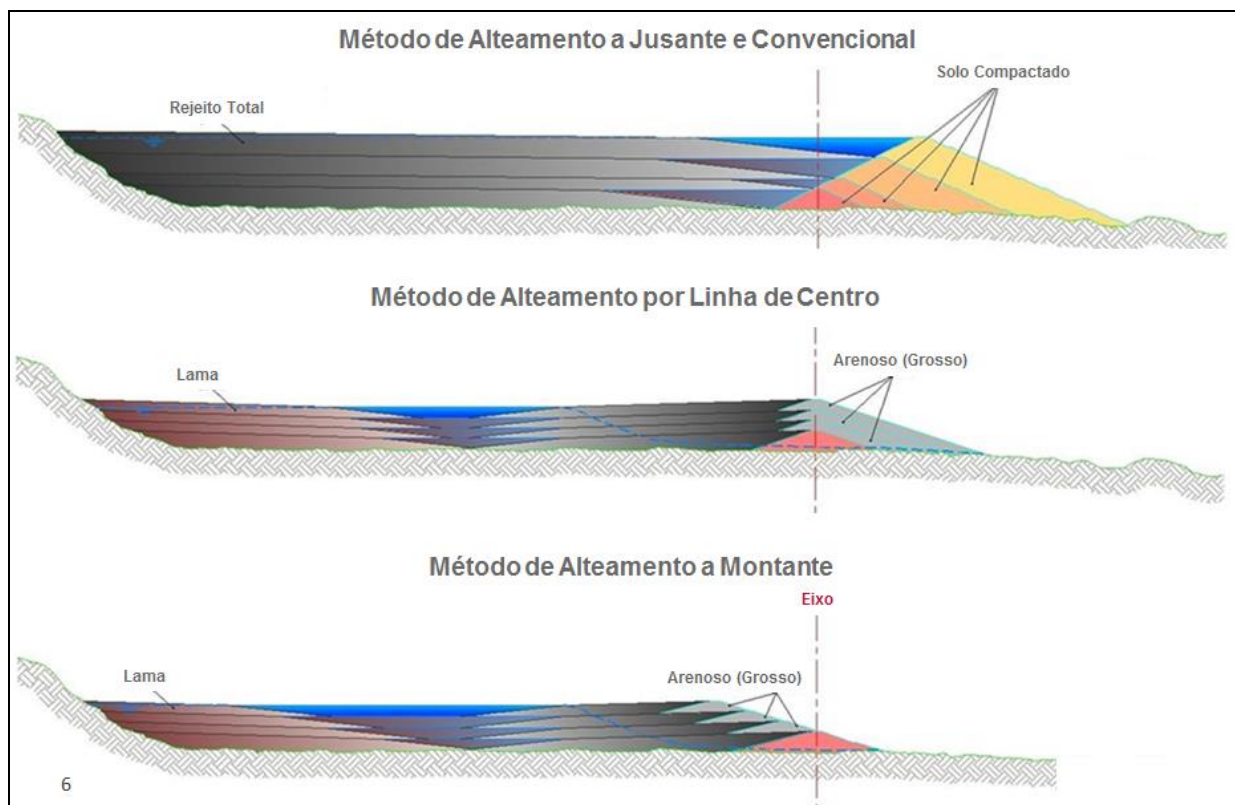 Método de Alteamento a Jusante e Convencional
Solo Compactado
Rejeito Total
Método de Alteamento por Linha de Centro
Arenoso (Grosso)
Lama
Método de Alteamento a Montante
Eixo
Lama
Arenoso (Grosso)
6